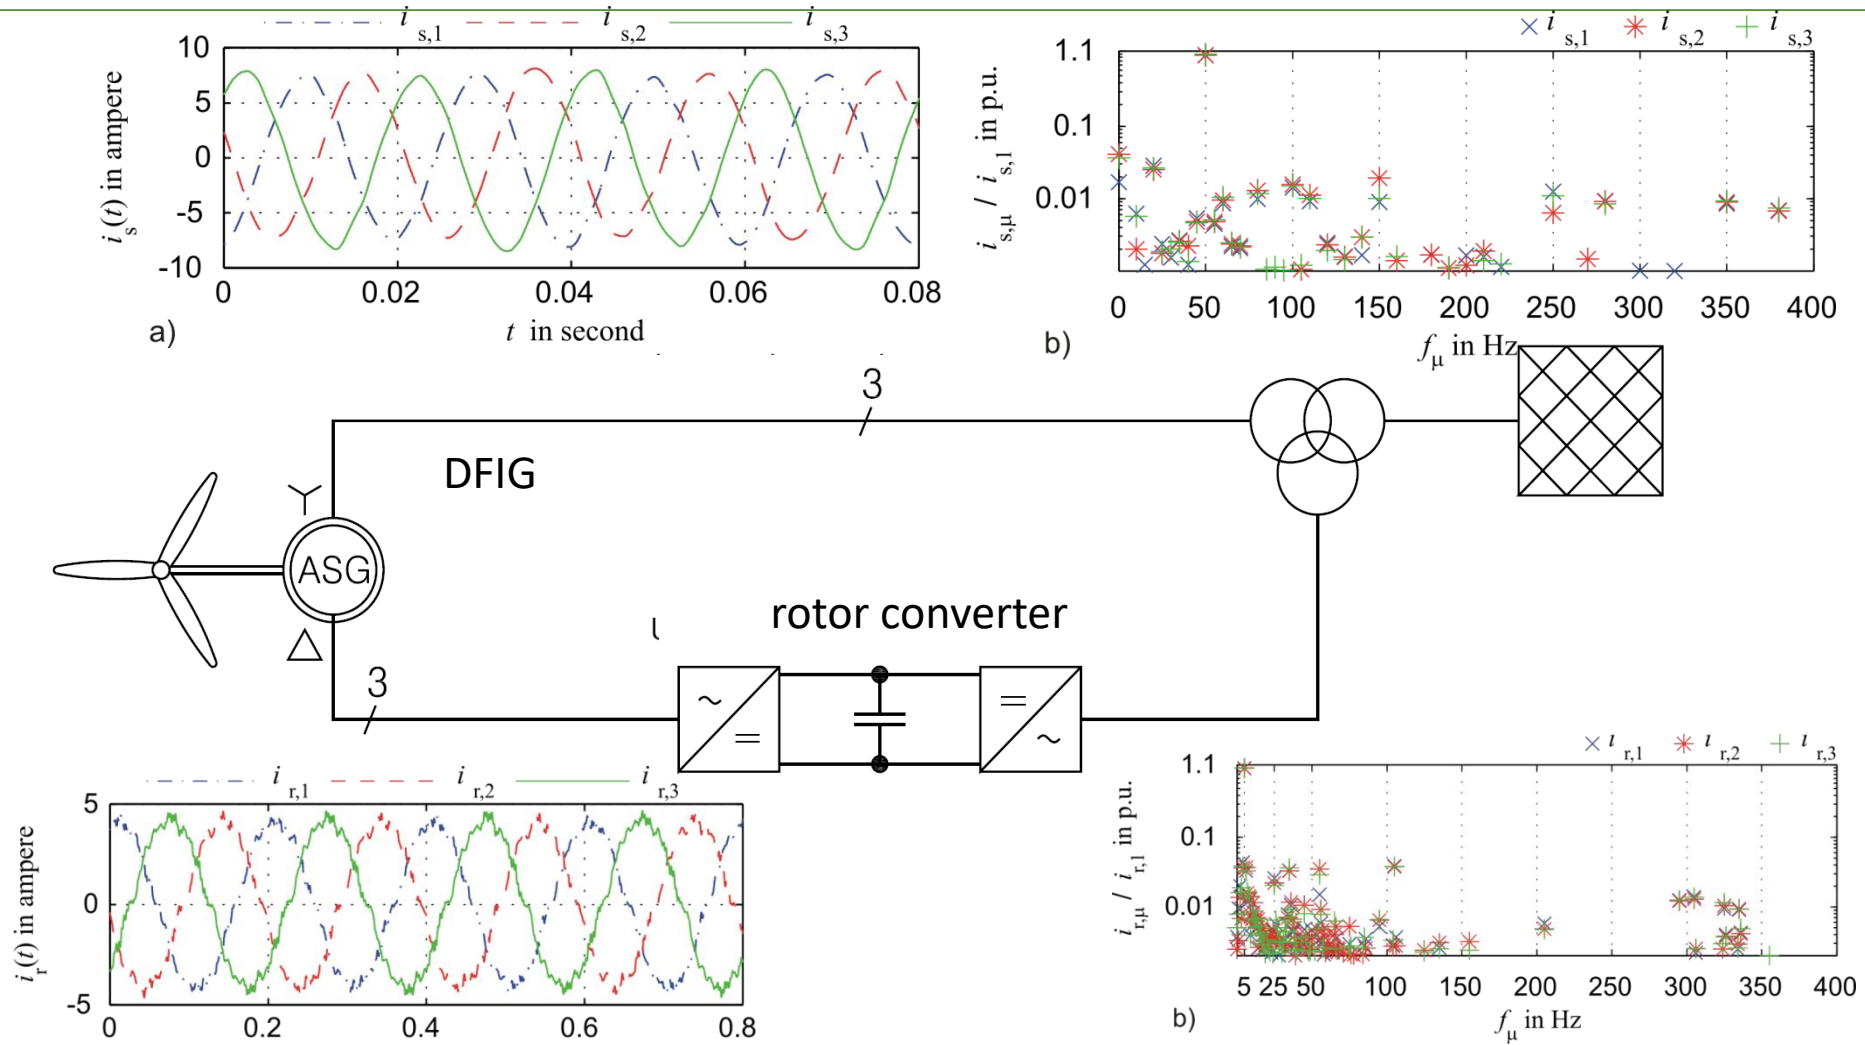 i s,1 i s,2 i s,3
10
5
0
-5
-10
i s(t) in ampere
0 0.02 0.04 0.06 0.08
t in second
a)
i s,1 i s,2 i s,3
1.1
0.1
0.01
i s,μ / i s,1 in p.u.
0 50 100 150 200 250 300 350 400
f μ in Hz
b)
3
DFIG
ASG
rotor converter
3
~
=
=
~
i r,1 i r,2 i r,3
5
0
-5
i r(t) in ampere
0 0.2 0.4 0.6 0.8
ι r,1 ι r,2 ι r,3
1.1
0.1
0.01
i r,μ / i r,1 in p.u.
5 25 50 100 150 200 250 300 350 400
f μ in Hz
b)